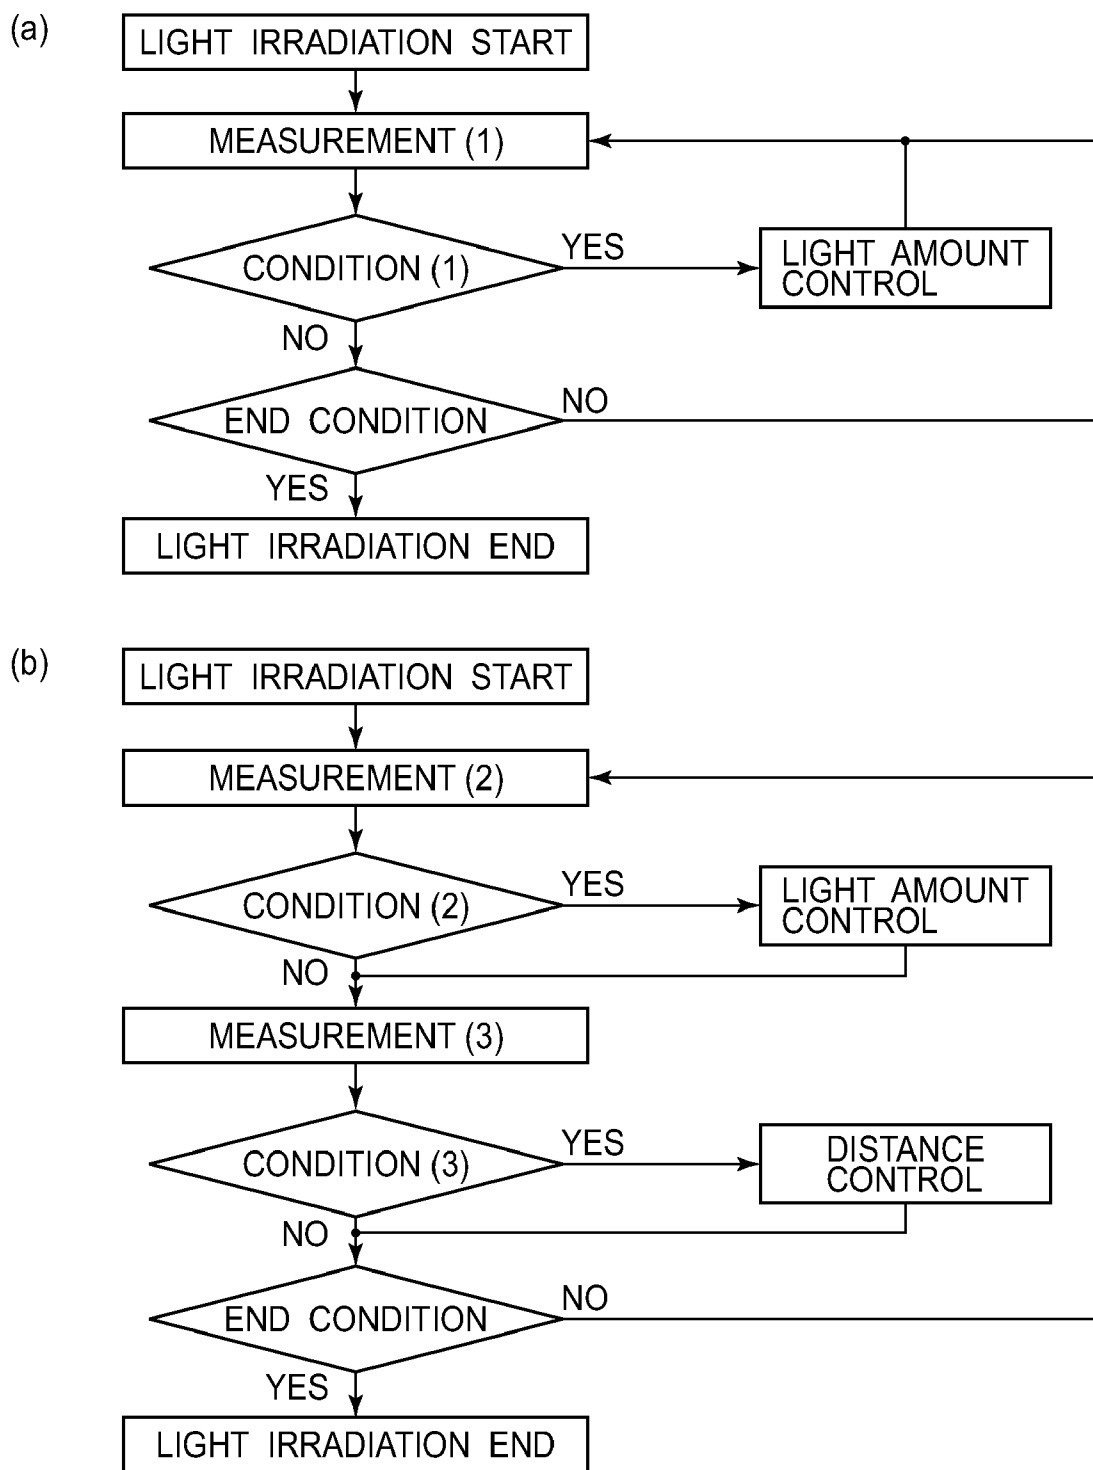 (a)
LIGHT IRRADIATION START
MEASUREMENT (1)
CONDITION (1)
YES
LIGHT AMOUNT
CONTROL
NO
END CONDITION
NO
YES
LIGHT IRRADIATION END
(b)
LIGHT IRRADIATION START
MEASUREMENT (2)
CONDITION (2)
YES
LIGHT AMOUNT
CONTROL
NO
MEASUREMENT (3)
CONDITION (3)
YES
DISTANCE
CONTROL
NO
END CONDITION
NO
YES
LIGHT IRRADIATION END